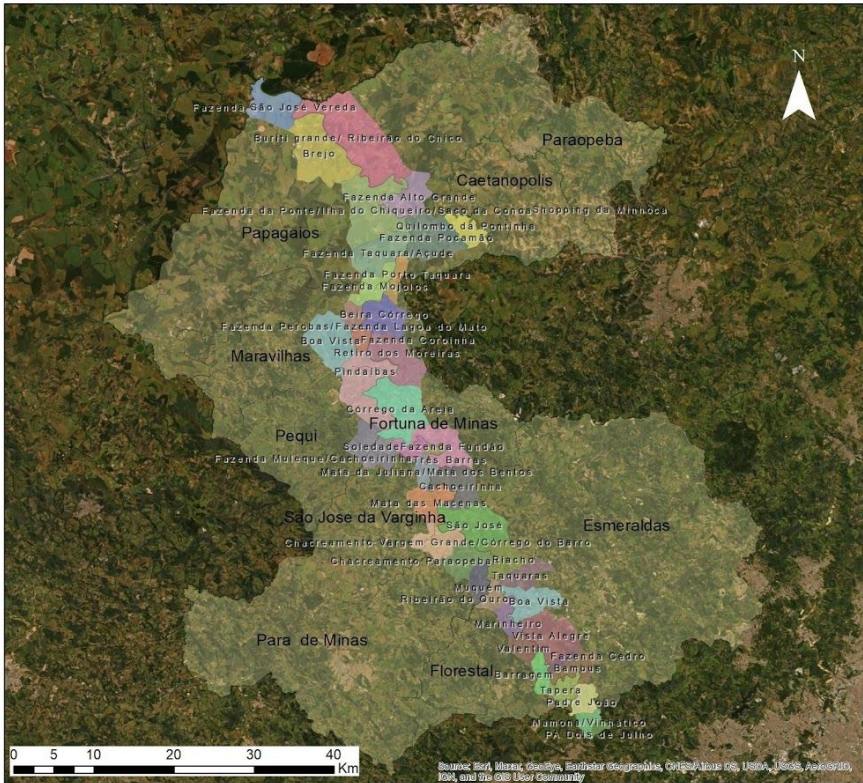 N
Fazenda São José Vereda
Buriti grande/ Ribeirão do Chico
Brejo
Paraopeba
Caetanopolis
Fazenda Alto Grande
Fazenda da Ponte/Ilha do Chiqueiro/Saco da Conoa
Shopping da Minhoca
Quilombo da Pontinha
Papagaios
Fazenda Pocamão
Fazenda Taquara/Açude
Fazenda Porto Taquara
Fazenda Mojolos
Beira Córrego
Fazenda Perobas/Fazenda Lagoa do Mato
Boa Vista
Fazenda Coroinha
Maravilhas
Retiro dos Moreiras
Pindaíbas
Córrego da Areia
Fortuna de Minas
Pequi
Soledade
Fazenda Fundão
Fazenda Muleque/Cachoeirinha
Três Barras
Mata da Juliana/Mata dos Bentos
Cachoeirinha
Mata das Macenas
São Jose da Varginha
São José
Esmeraldas
Chacreamento Vargem Grande/Córrego do Barro
Chacreamento Paraopeba
Riacho
Taquaras
Muquém
Ribeirão do Ouro
Boa Vista
Marinheiro
Vista Alegre
Para de Minas
Valentim
Fazenda Cedro
Florestal
Bambus
Barragem
Tapera
Padre João
Mamona/Vinhático
PA Dois de Julho
0 5 10 20 30 40
Km
Source: Esri, Maxar, GeoEye, Earthstar Geographics, CNES/Airbus DS, USDA, USGS, AeroGRID,
IGN, and the GIS User Community